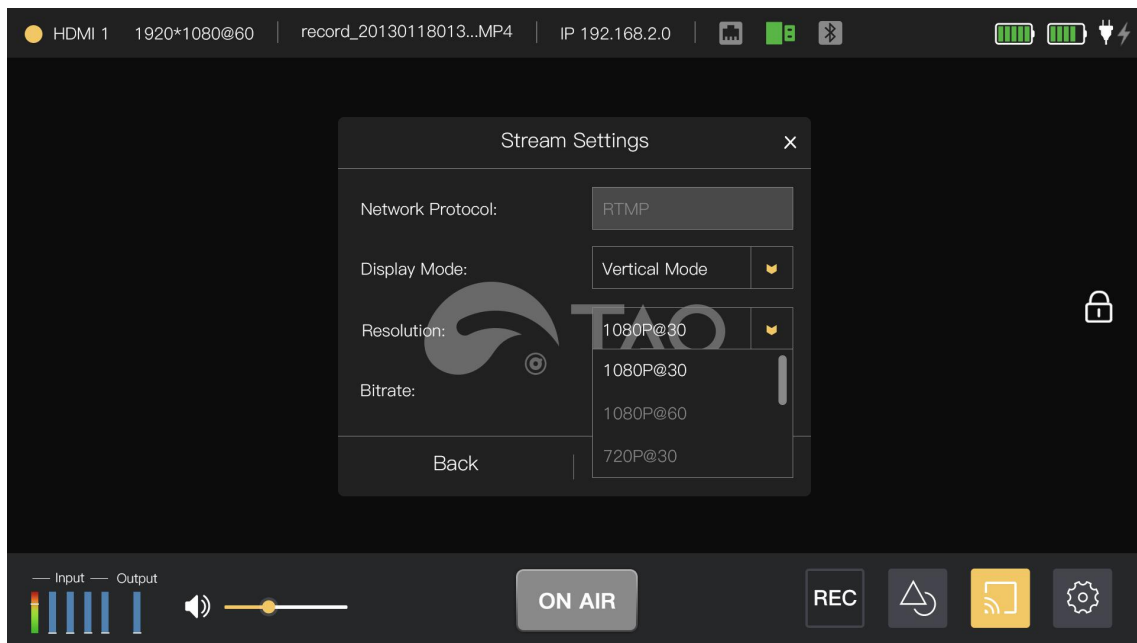 HDMI 1 1920*1080@60 record_20130118013...MP4 IP 192.168.2.0
Stream Settings
Network Protocol: RTMP
Display Mode: Vertical Mode
TAO
Resolution: 1080P@30
1080P@30
Bitrate:
1080P@60
720P@30
Back
Input Output
ON AIR
REC